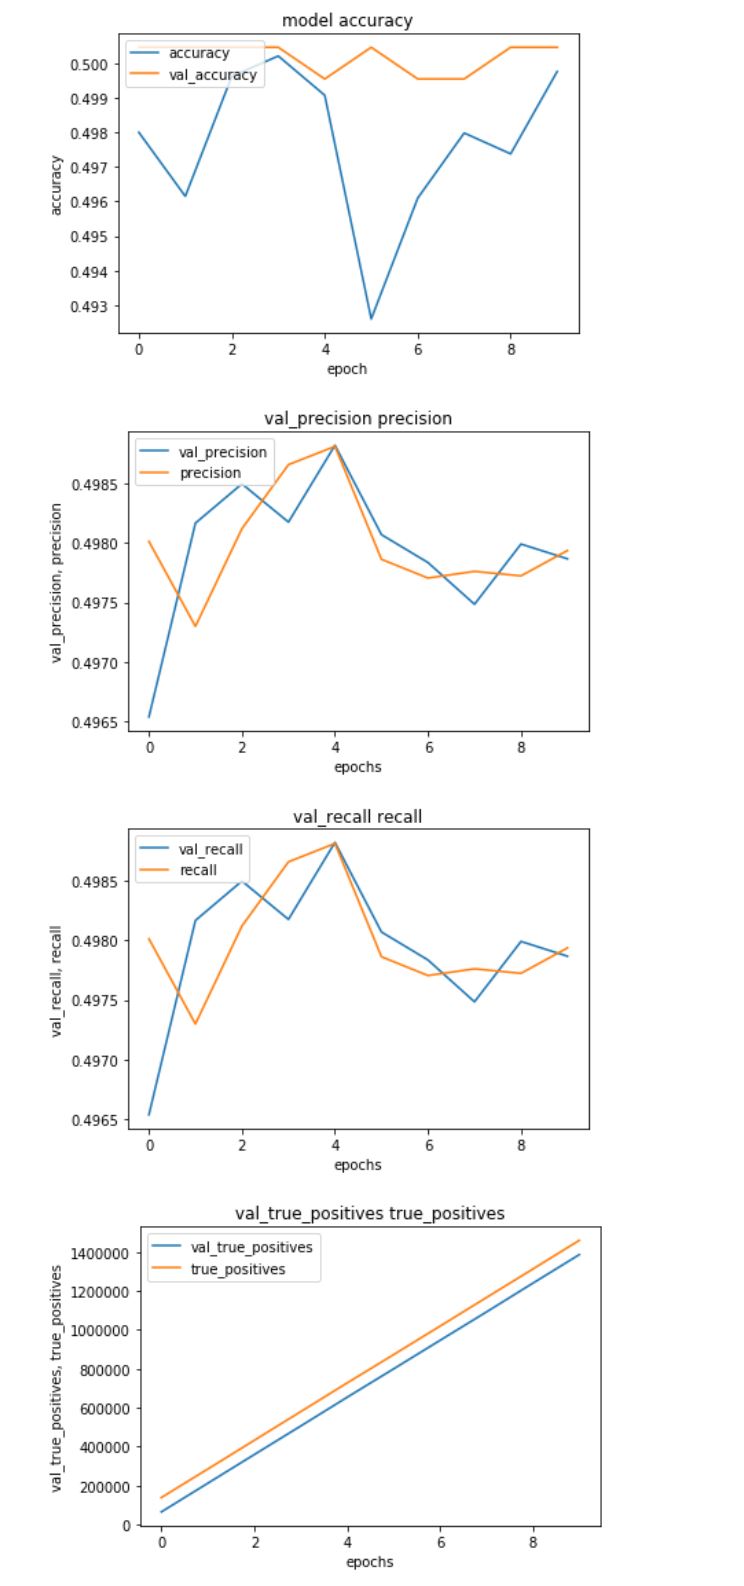 model accuracy
accuracy
val_accuracy
0.500
0.499
0.498
0.497
0.496
0.495
0.494
0.493
accuracy
0 2 4 6 8
epoch
val_precision precision
val_precision
precision
0.4985
0.4980
0.4975
0.4970
0.4965
val_precision, precision
0 2 4 6 8
epochs
val_recall recall
val_recall
recall
0.4985
0.4980
0.4975
0.4970
0.4965
val_recall, recall
0 2 4 6 8
epochs
val_true_positives true_positives
val_true_positives
true_positives
1400000
1200000
1000000
800000
600000
400000
200000
0
val_true_positives, true_positives
0 2 4 6 8
epochs